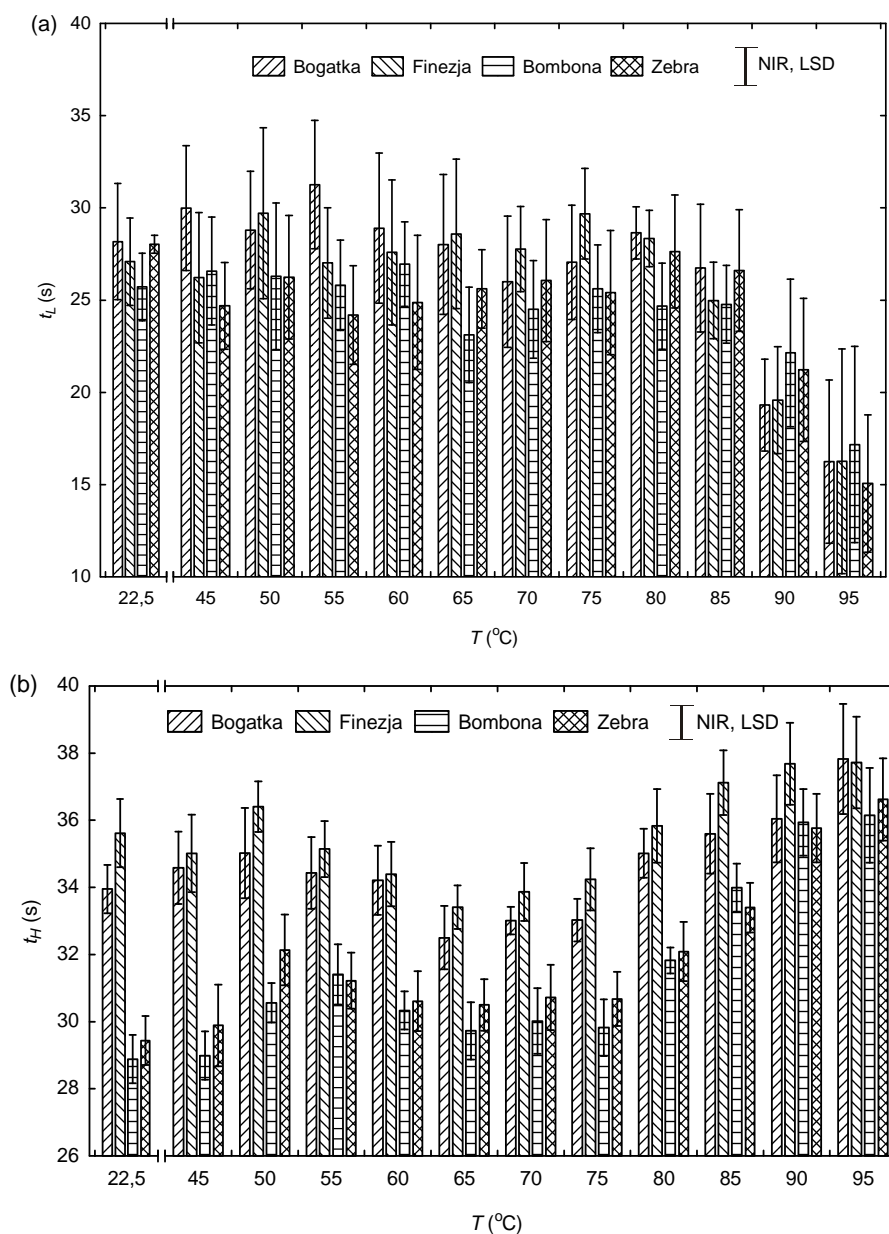 (a)
40
35
30
25
20
15
10
t_L (s)
Bogatka Finezja Bombona Zebra NIR, LSD
22,5 45 50 55 60 65 70 75 80 85 90 95
T (°C)
(b)
40
38
36
34
32
30
28
26
t_H (s)
Bogatka Finezja Bombona Zebra NIR, LSD
22,5 45 50 55 60 65 70 75 80 85 90 95
T (°C)